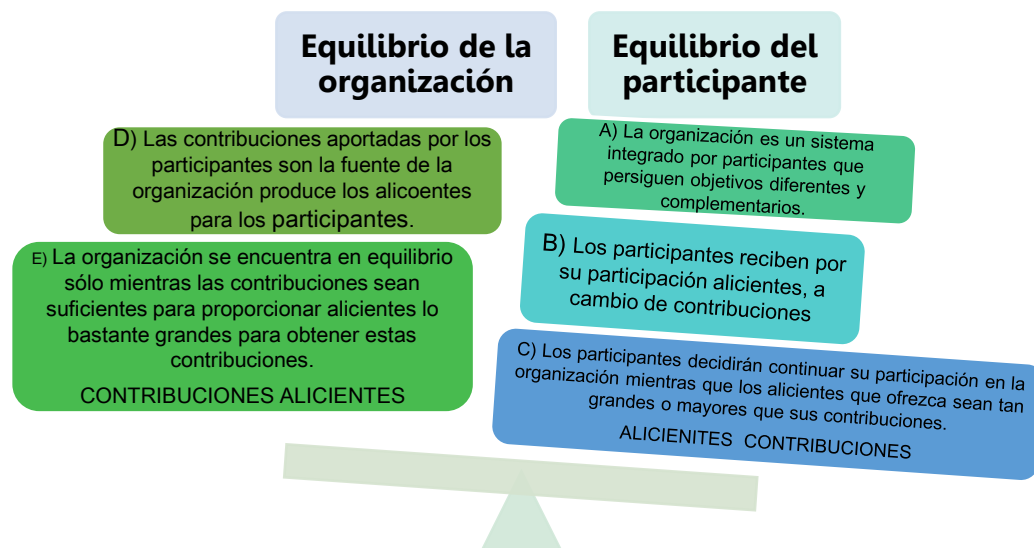 Equilibrio de la
organización
D) Las contribuciones aportadas por los
participantes son la fuente de la
organización produce los alicoentes
para los participantes.
E) La organización se encuentra en equilibrio
sólo mientras las contribuciones sean
suficientes para proporcionar alicientes lo
bastante grandes para obtener estas
contribuciones.
CONTRIBUCIONES ALICIENTES
Equilibrio del
participante
A) La organización es un sistema
integrado por participantes que
persiguen objetivos diferentes y
complementarios.
B) Los participantes reciben por
su participación alicientes, a
cambio de contribuciones
C) Los participantes decidirán continuar su participación en la
organización mientras que los alicientes que ofrezca sean tan
grandes o mayores que sus contribuciones.
ALICIENITES CONTRIBUCIONES